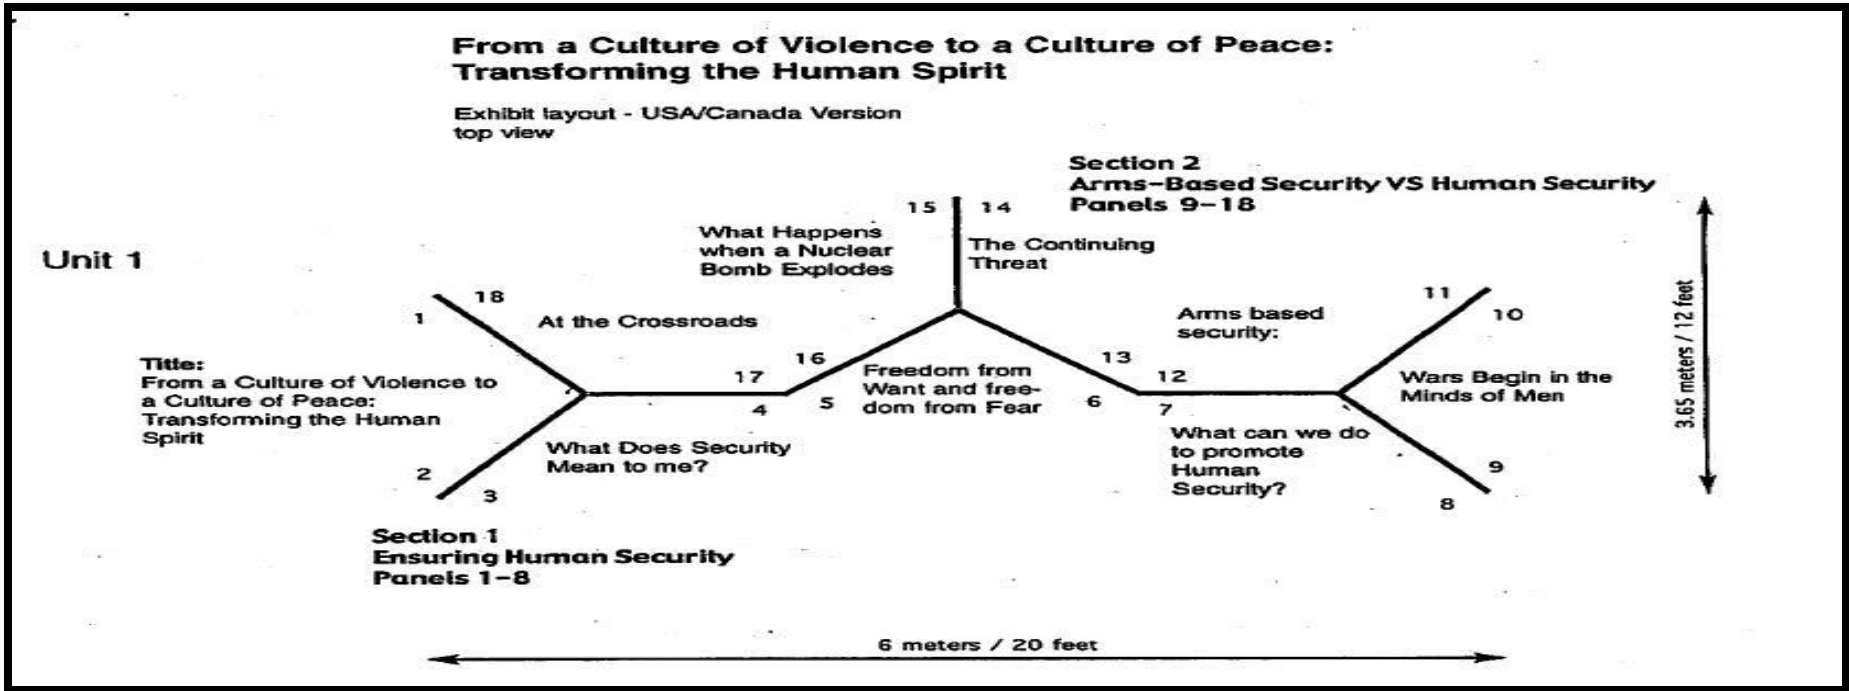 From a Culture of Violence to a Culture of Peace:
Transforming the Human Spirit
Exhibit layout - USA/Canada Version
top view
Section 2
Arms-Based Security VS Human Security
Panels 9-18
Unit 1
15
14
What Happens
when a Nuclear
Bomb Explodes
The Continuing
Threat
18
1
At the Crossroads
11
10
Arms based
security:
3.65 meters / 12 feet
Title:
From a Culture of Violence to
a Culture of Peace:
Transforming the Human
Spirit
17
16
4
5
Freedom from
Want and free-
dom from Fear
13
6
12
7
Wars Begin in the
Minds of Men
What Does Security
Mean to me?
What can we do
to promote
Human
Security?
2
3
9
8
Section 1
Ensuring Human Security
Panels 1-8
6 meters / 20 feet